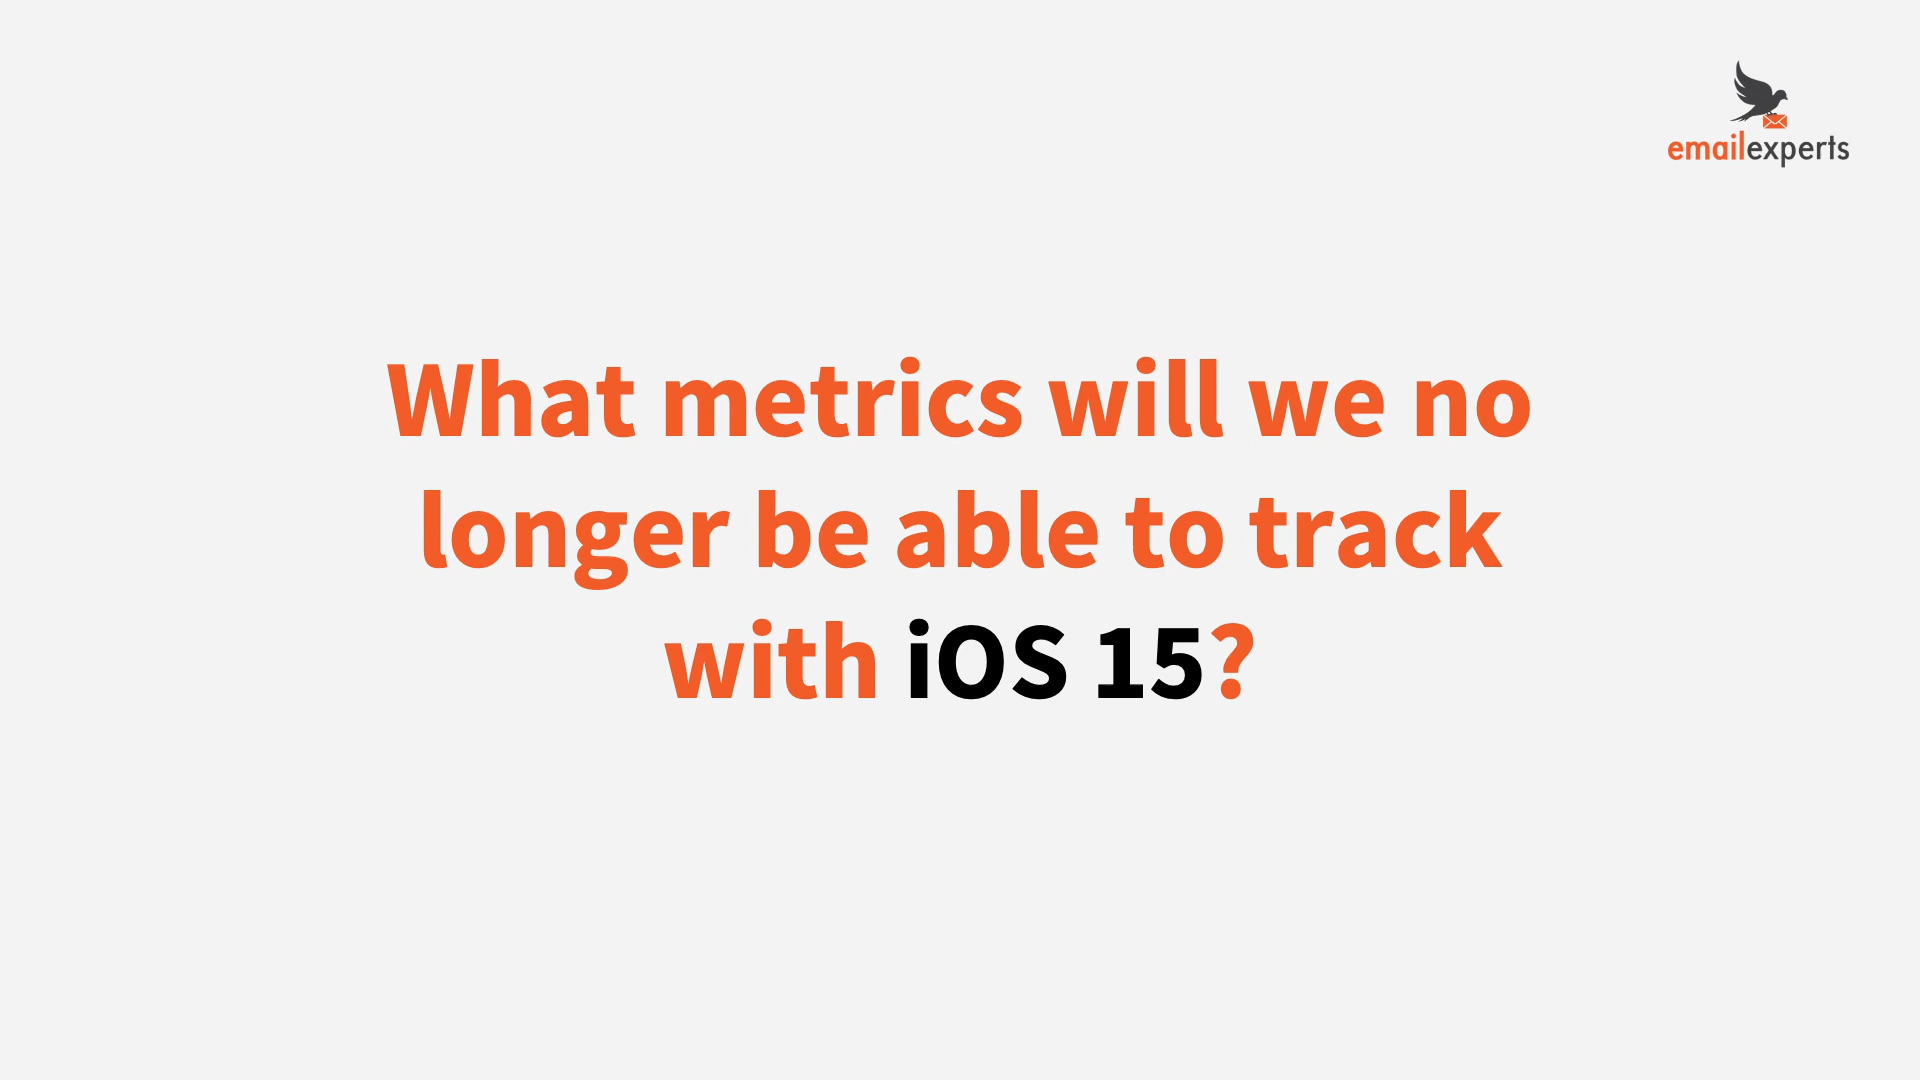 emailexperts
What metrics will we no
longer be able to track
with iOS 15?